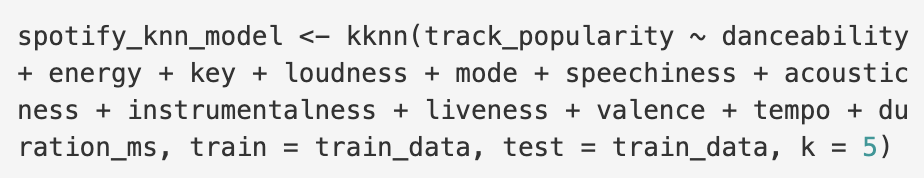 spotify_knn_model <- kknn(track_popularity ~ danceability
+ energy + key + loudness + mode + speechiness + acoustic
ness + instrumentalness + liveness + valence + tempo + du
ration_ms, train = train_data, test = train_data, k = 5)